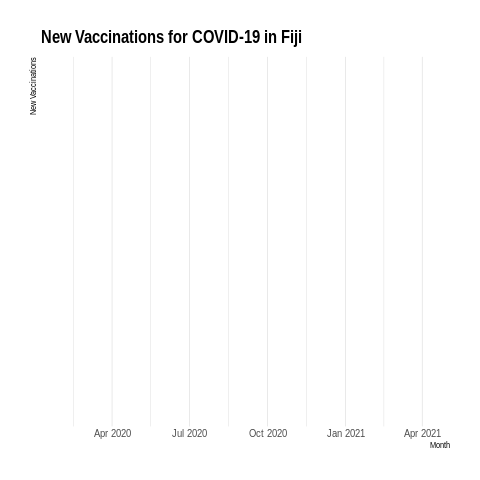 New Vaccinations for COVID-19 in Fiji
New Vaccinations
Apr 2020 Jul 2020 Oct 2020 Jan 2021 Apr 2021
Month